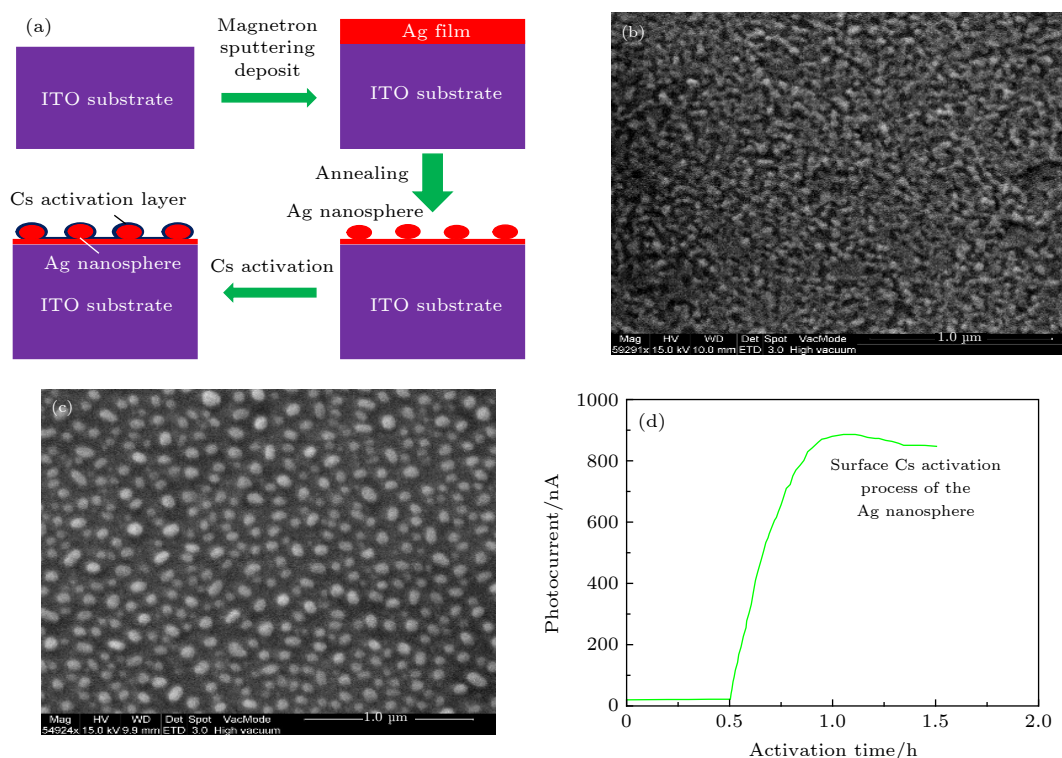 (a)
Magnetron
sputtering
deposit
ITO substrate
Ag film
ITO substrate
Annealing
Ag nanosphere
ITO substrate
Cs activation
Cs activation layer
Ag nanosphere
ITO substrate
(b)
Mag HV WD Det Spot VacMode
59291x 15.0 kV 10.0 mm ETD 3.0 High vacuum
1.0 µm
(c)
Mag HV WD Det Spot VacMode
54924x 15.0 kV 9.9 mm ETD 3.0 High vacuum
1.0 µm
(d)
Photocurrent/nA
1000
800
600
400
200
0
Surface Cs activation
process of the
Ag nanosphere
0 0.5 1.0 1.5 2.0
Activation time/h